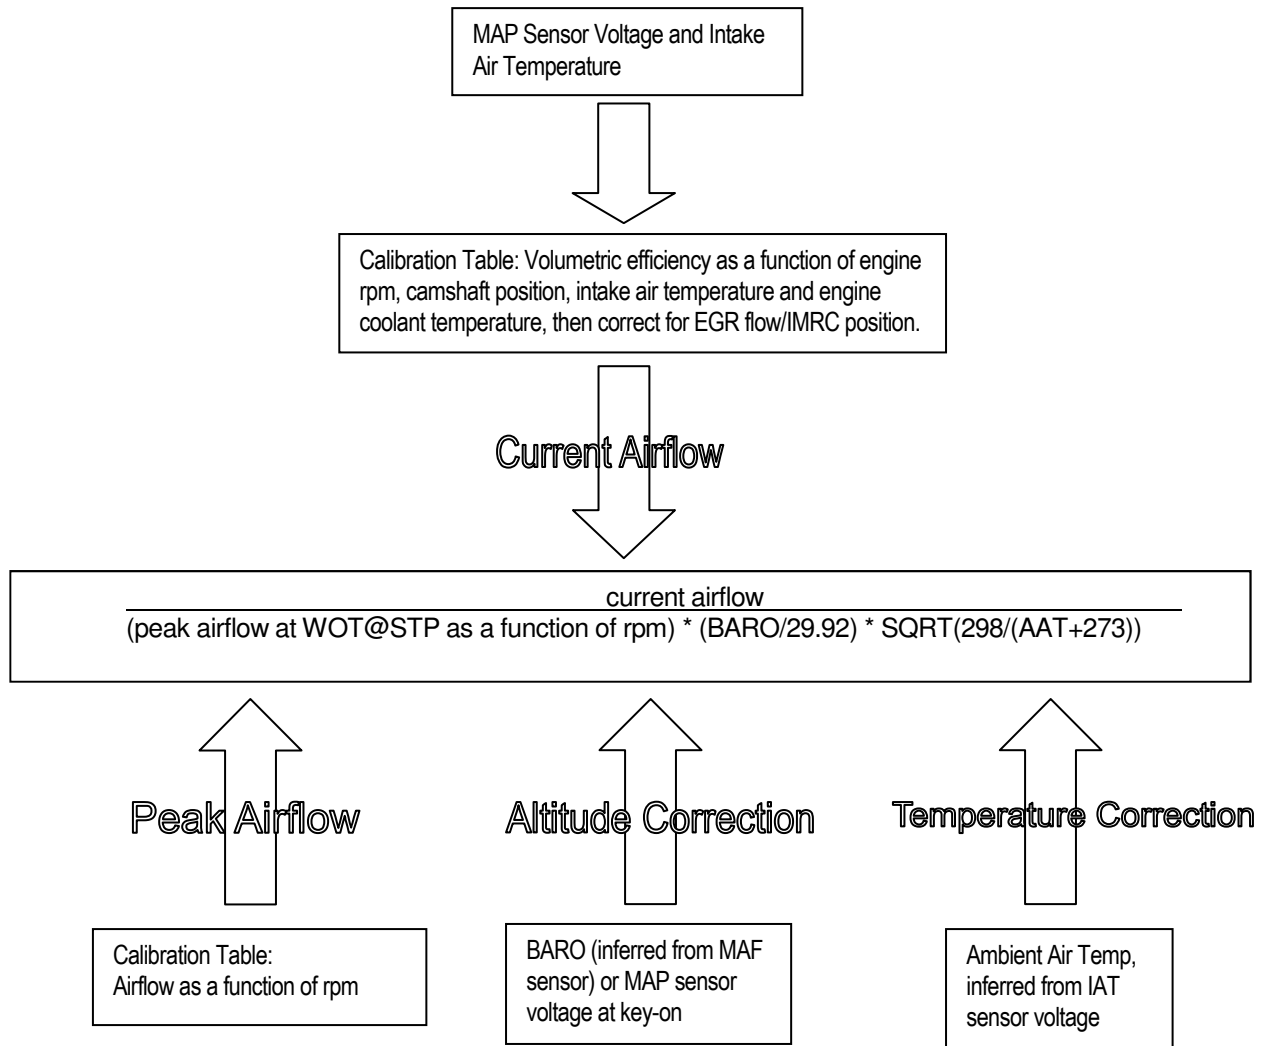 MAP Sensor Voltage and Intake
Air Temperature
Calibration Table: Volumetric efficiency as a function of engine
rpm, camshaft position, intake air temperature and engine
coolant temperature, then correct for EGR flow/IMRC position.
Current Airflow
current airflow
(peak airflow at WOT@STP as a function of rpm) * (BARO/29.92) * SQRT(298/(AAT+273))
Peak Airflow
Altitude Correction
Temperature Correction
Calibration Table:
Airflow as a function of rpm
BARO (inferred from MAF
sensor) or MAP sensor
voltage at key-on
Ambient Air Temp,
inferred from IAT
sensor voltage